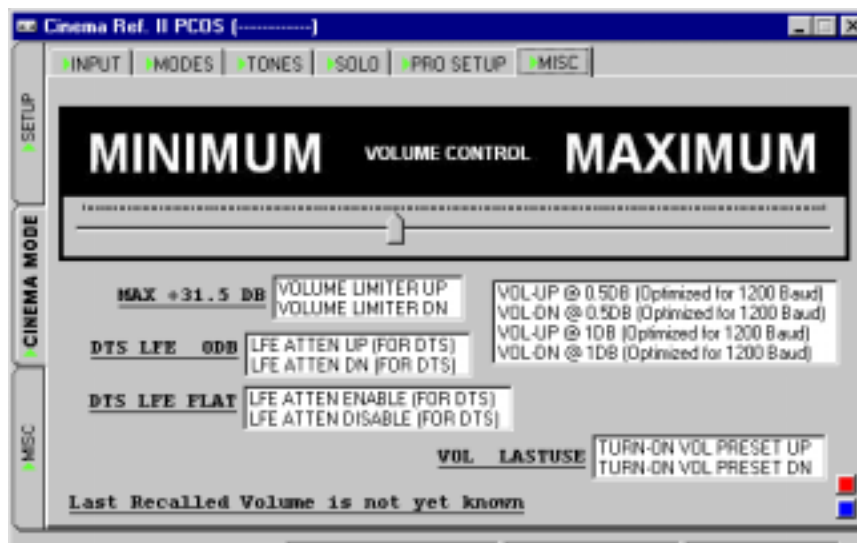 Cinema Ref. II PCOS (------------)
INPUT MODES TONES SOLO PRO SETUP MISC
SETUP
CINEMA MODE
MISC
MINIMUM VOLUME CONTROL MAXIMUM
MAX +31.5 DB
VOLUME LIMITER UP
VOLUME LIMITER DN
VOL-UP @ 0.5DB (Optimized for 1200 Baud)
VOL-DN @ 0.5DB (Optimized for 1200 Baud)
VOL-UP @ 1DB (Optimized for 1200 Baud)
VOL-DN @ 1DB (Optimized for 1200 Baud)
DTS LFE 0DB
LFE ATTEN UP (FOR DTS)
LFE ATTEN DN (FOR DTS)
DTS LFE FLAT
LFE ATTEN ENABLE (FOR DTS)
LFE ATTEN DISABLE (FOR DTS)
VOL LASTUSE
TURN-ON VOL PRESET UP
TURN-ON VOL PRESET DN
Last Recalled Volume is not yet known